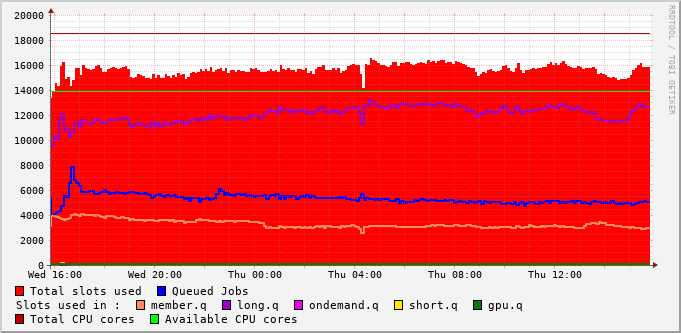 20000
18000
16000
14000
12000
10000
8000
6000
4000
2000
0
Wed 16:00 Wed 20:00 Thu 00:00 Thu 04:00 Thu 08:00 Thu 12:00
RRDTOOL / TOBI OETIKER
Total slots used Queued Jobs
Slots used in : member.q long.q ondemand.q short.q gpu.q
Total CPU cores Available CPU cores